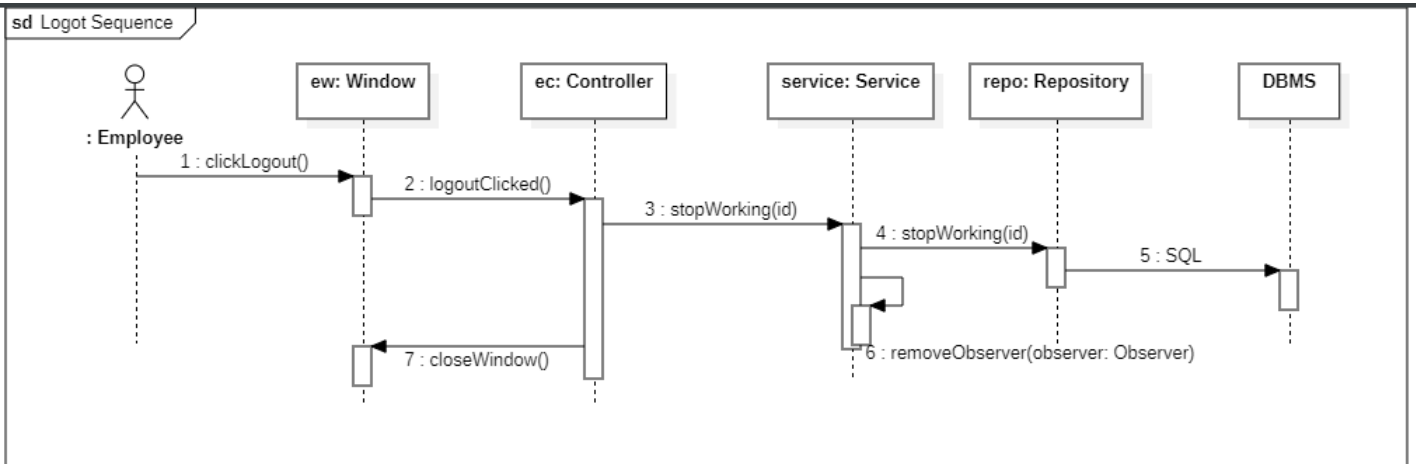 sd Logot Sequence
ew: Window
ec: Controller
service: Service
repo: Repository
DBMS
: Employee
1 : clickLogout()
2 : logoutClicked()
3 : stopWorking(id)
4 : stopWorking(id)
5 : SQL
6 : removeObserver(observer: Observer)
7 : closeWindow()